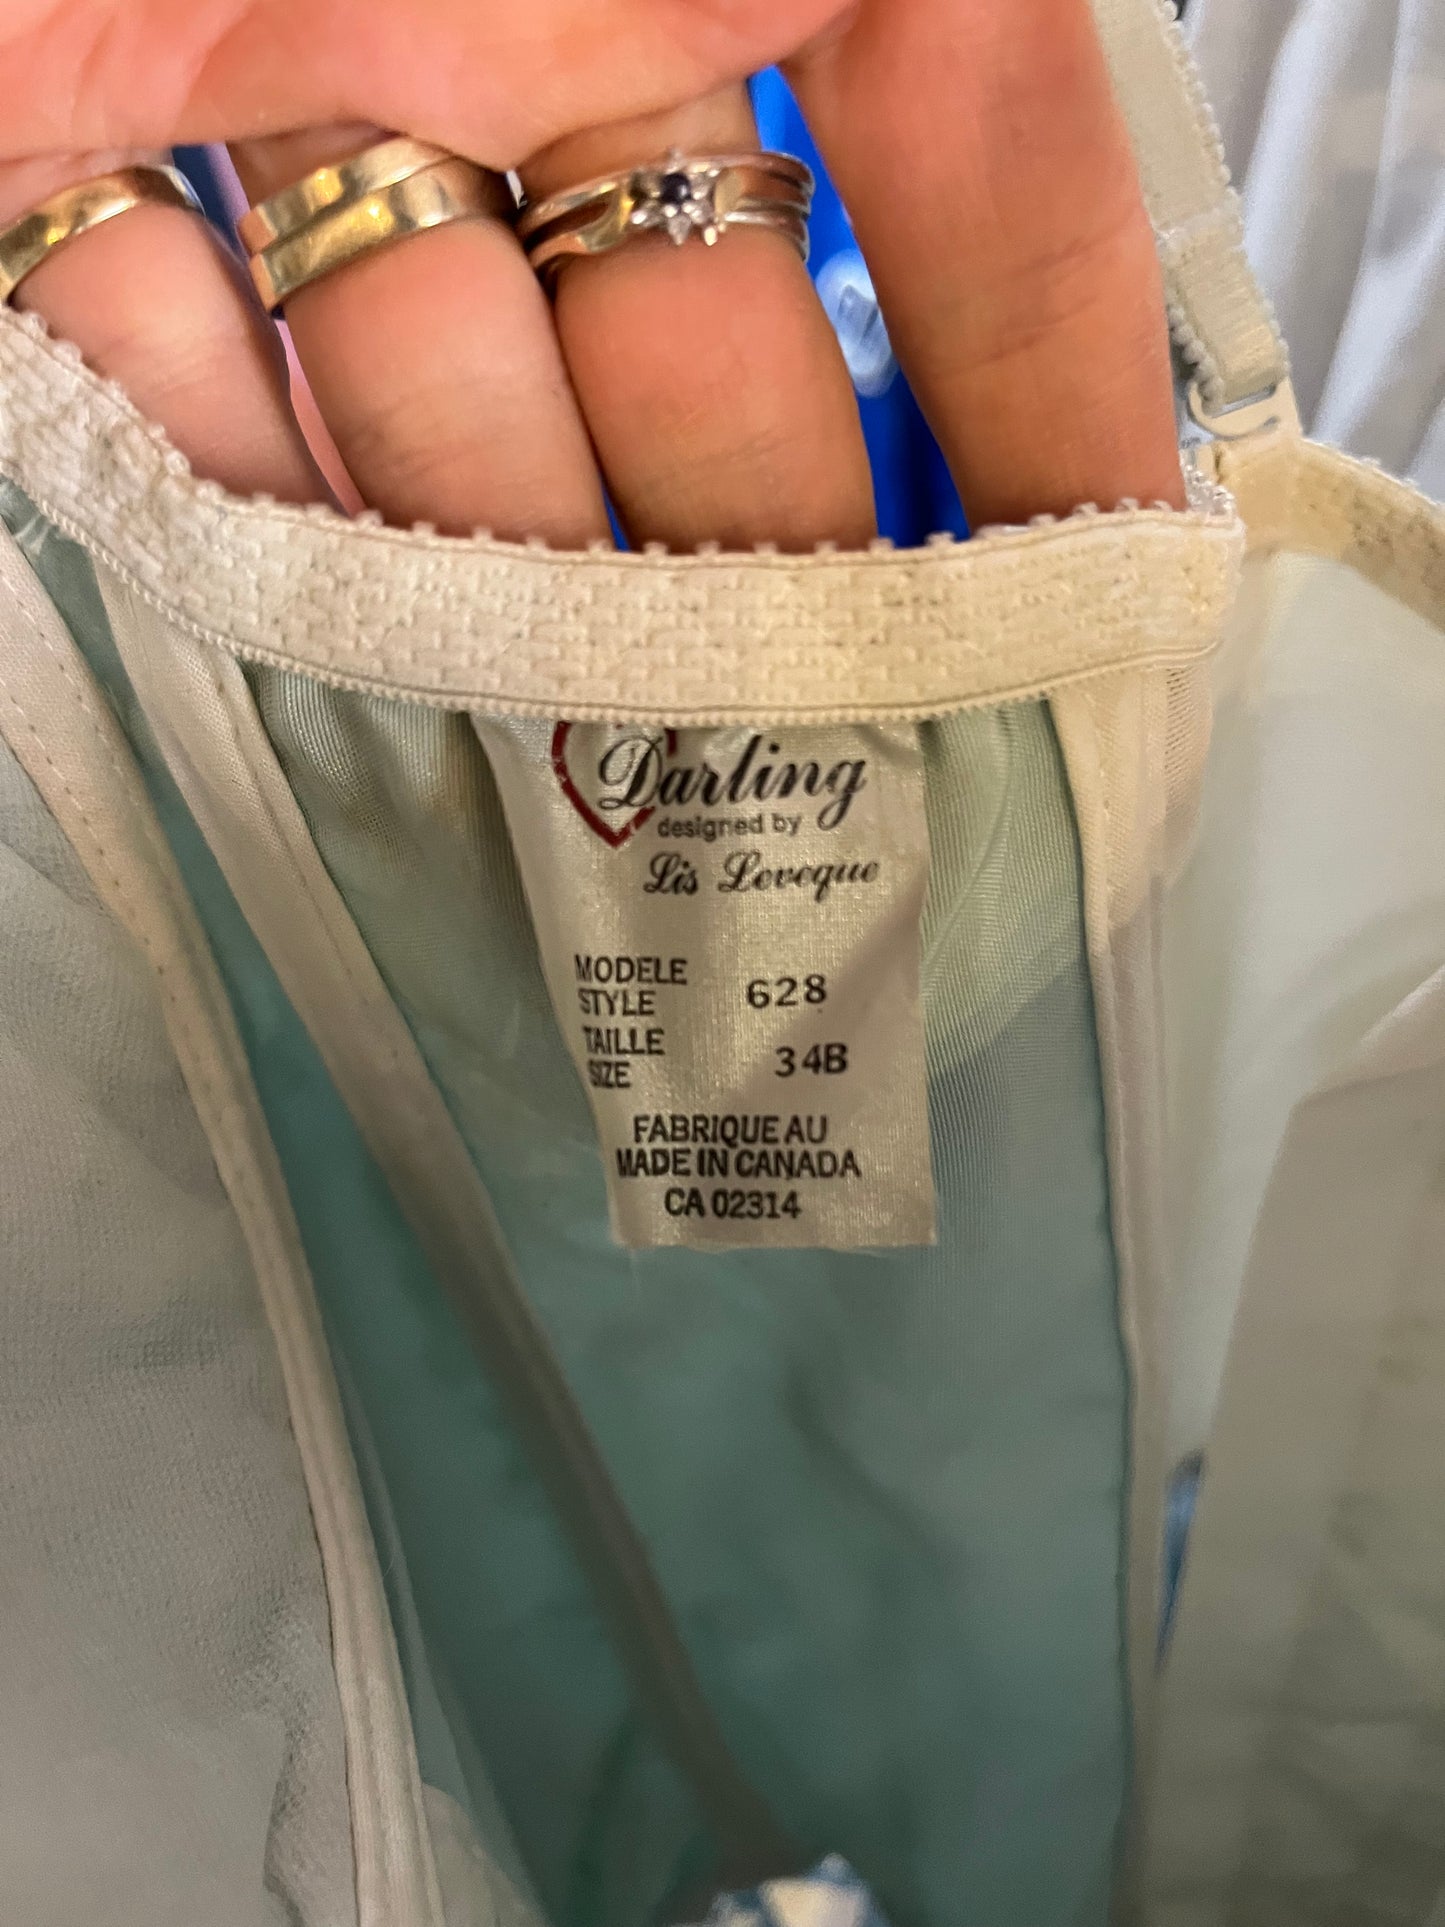 Darling
designed by
Lis Leveque
MODELE
STYLE 628
TAILLE
SIZE 34B
FABRIQUE AU
MADE IN CANADA
CA 02314